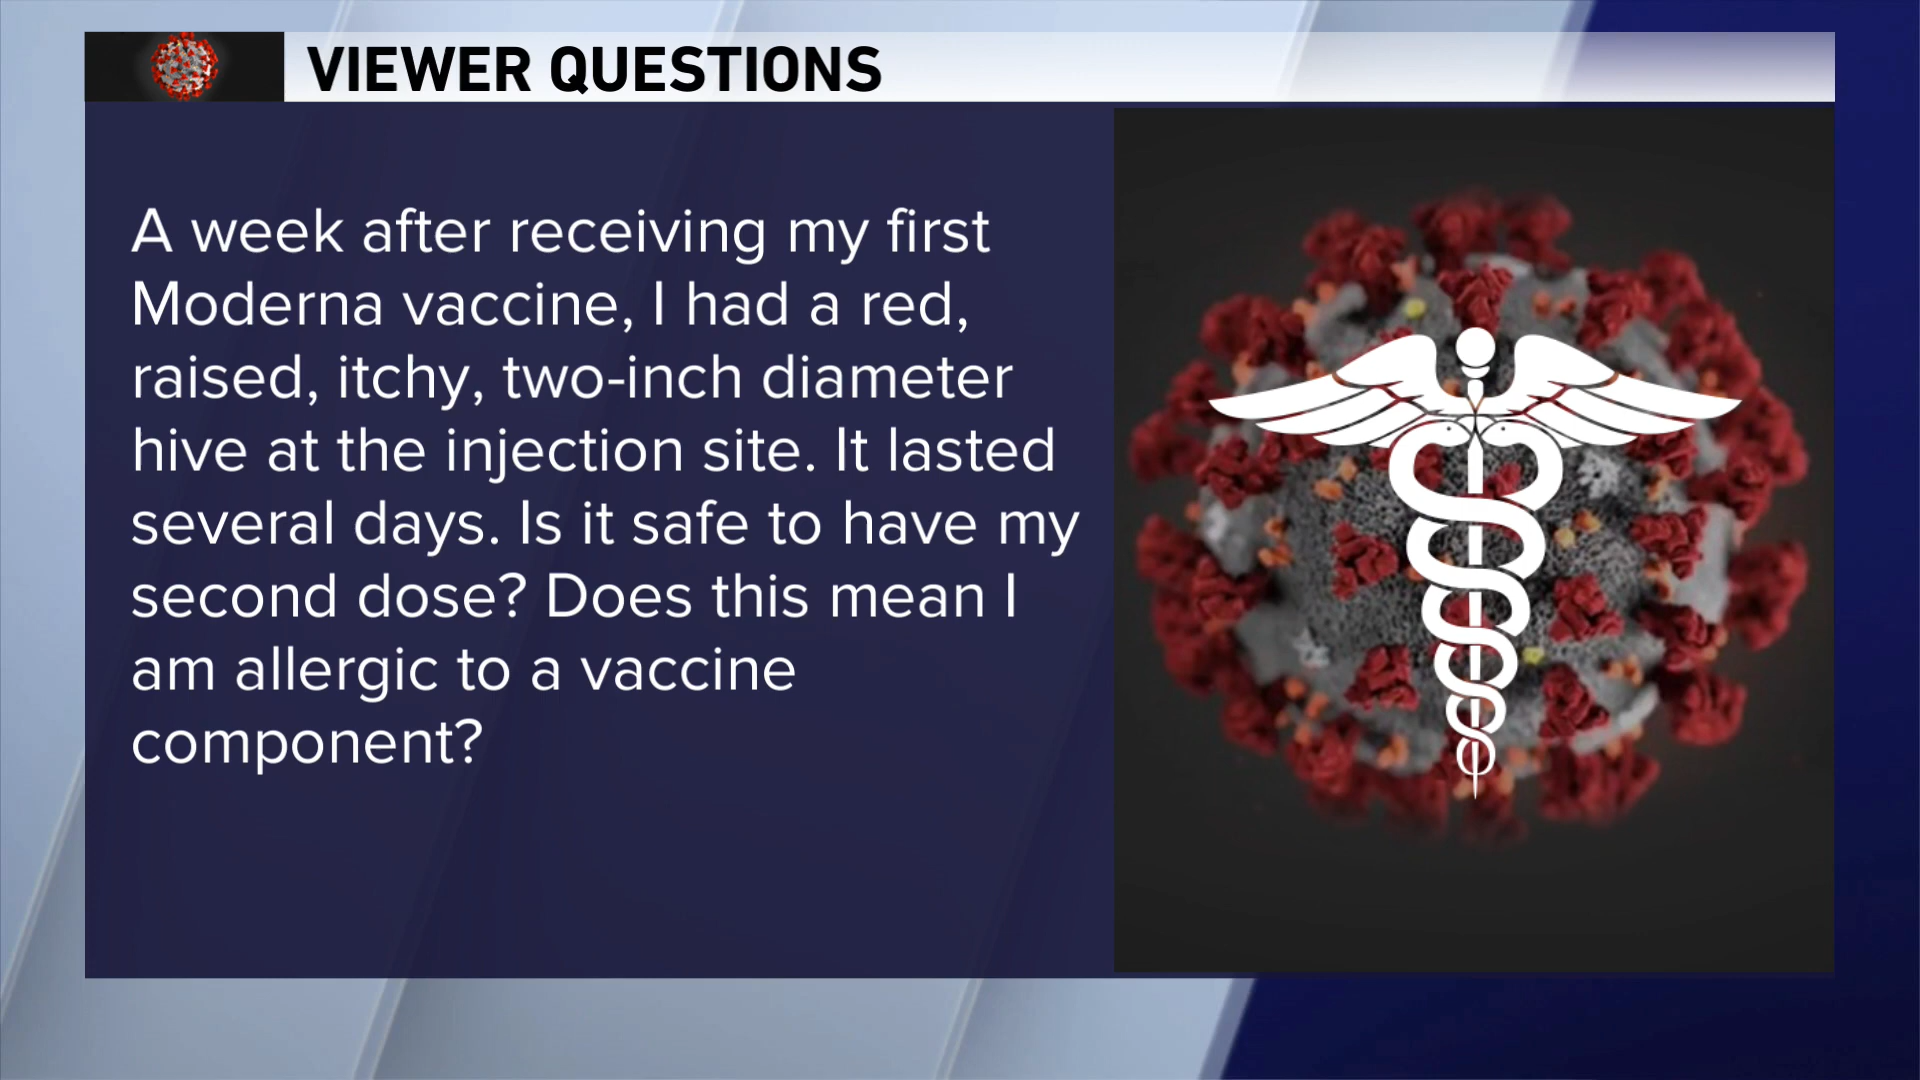 VIEWER QUESTIONS
A week after receiving my first
Moderna vaccine, I had a red,
raised, itchy, two-inch diameter
hive at the injection site. It lasted
several days. Is it safe to have my
second dose? Does this mean I
am allergic to a vaccine
component?